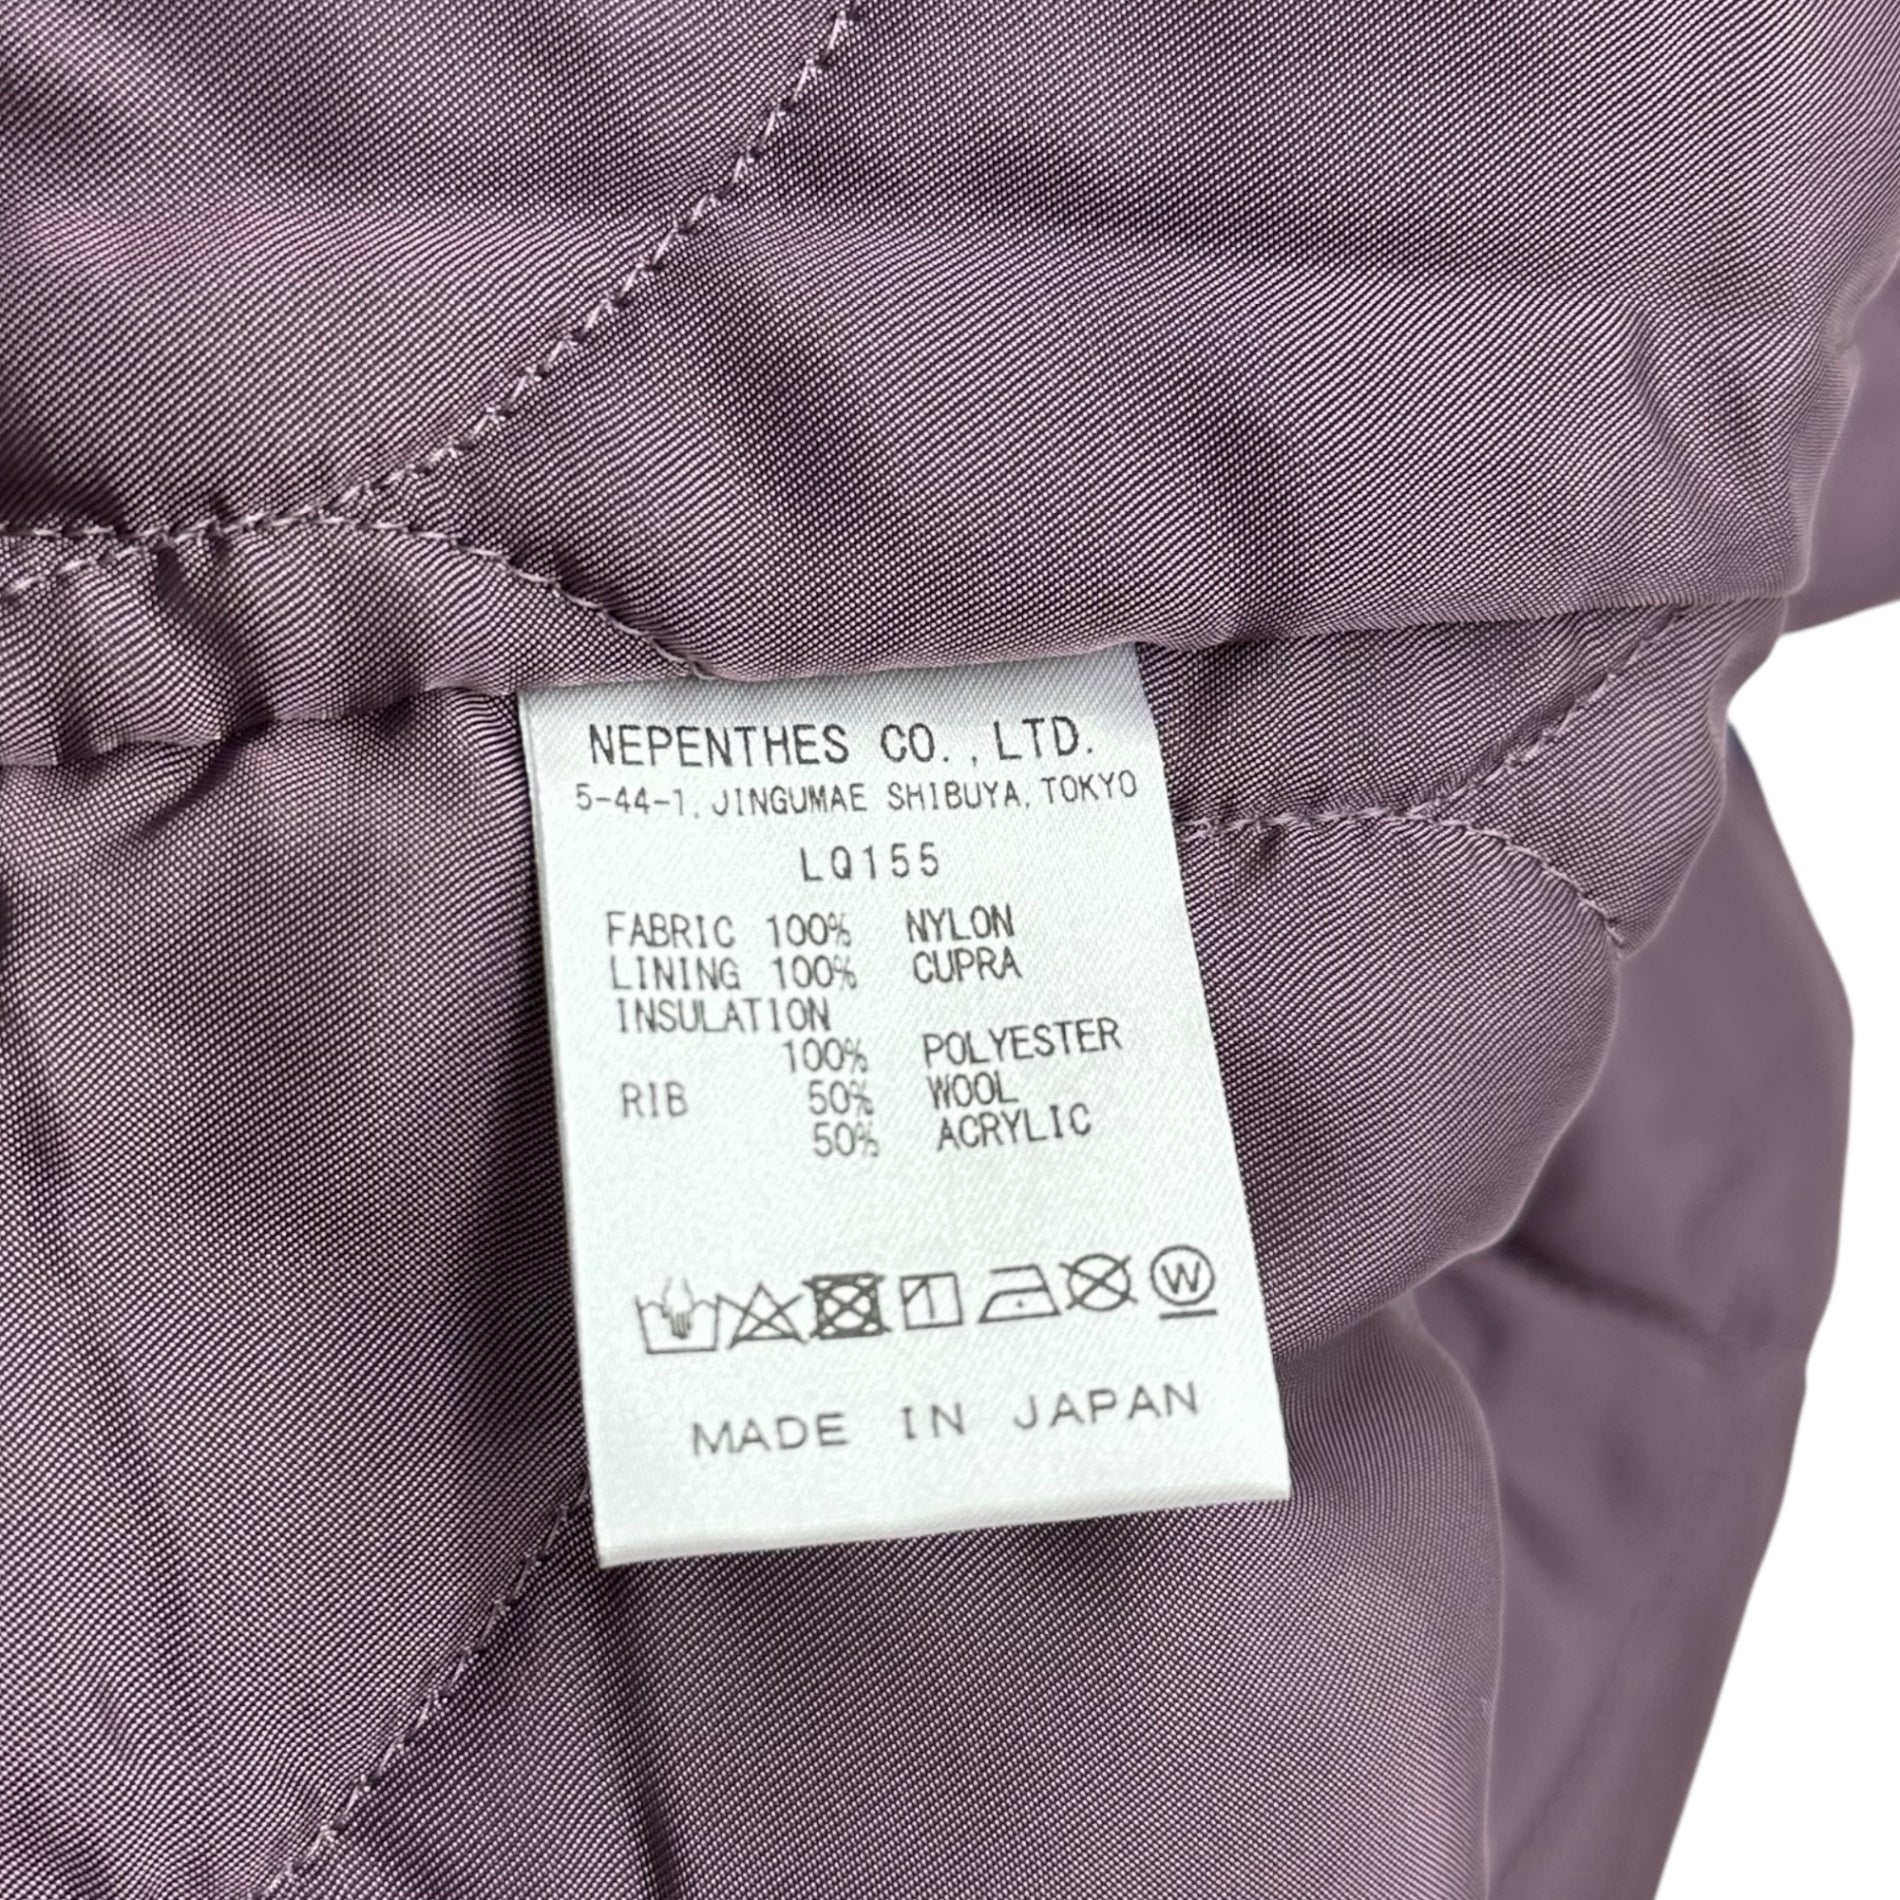 NEPENTHES CO.,LTD.
5-44-1, JINGUMAE SHIBUYA, TOKYO
LQ155
FABRIC 100% NYLON
LINING 100% CUPRA
INSULATION
100% POLYESTER
RIB 50% WOOL
50% ACRYLIC
W
MADE IN JAPAN